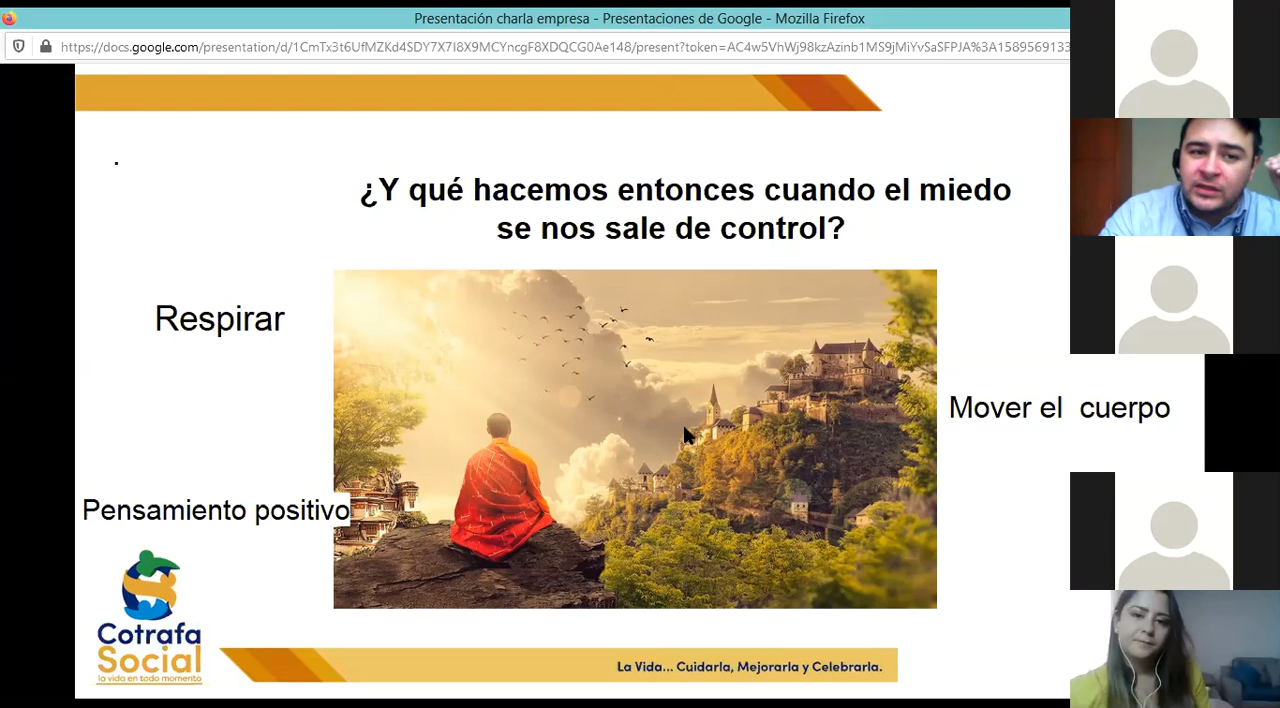 Presentación charla empresa - Presentaciones de Google - Mozilla Firefox
https://docs.google.com/presentation/d/1CmTx3t6UfMZKd4SDY7X7I8X9MCYncgF8XDQCG0Ae148/present?token=AC4w5VhWj98kzAzinb1MS9jMiYvSaSFPJA%3A1589569133
.
¿Y qué hacemos entonces cuando el miedo
se nos sale de control?
Respirar
Mover el cuerpo
Pensamiento positivo
Cotrafa
Social
la vida en todo momento
La Vida... Cuidarla, Mejorarla y Celebrarla.